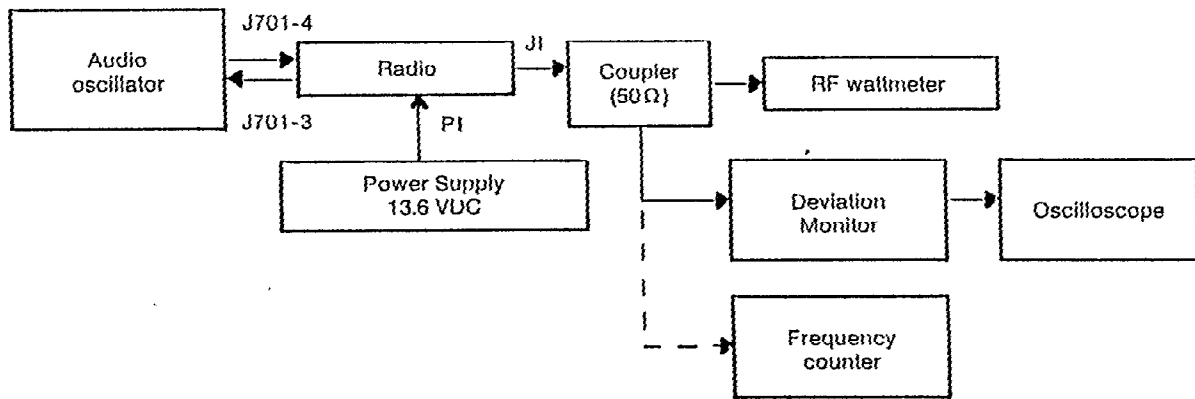 J701-4
Audio
oscillator
Radio
J1
Coupler
(50Ω)
RF wattmeter
J701-3
P1
Power Supply
13.6 VDC
Deviation
Monitor
Oscilloscope
Frequency
counter